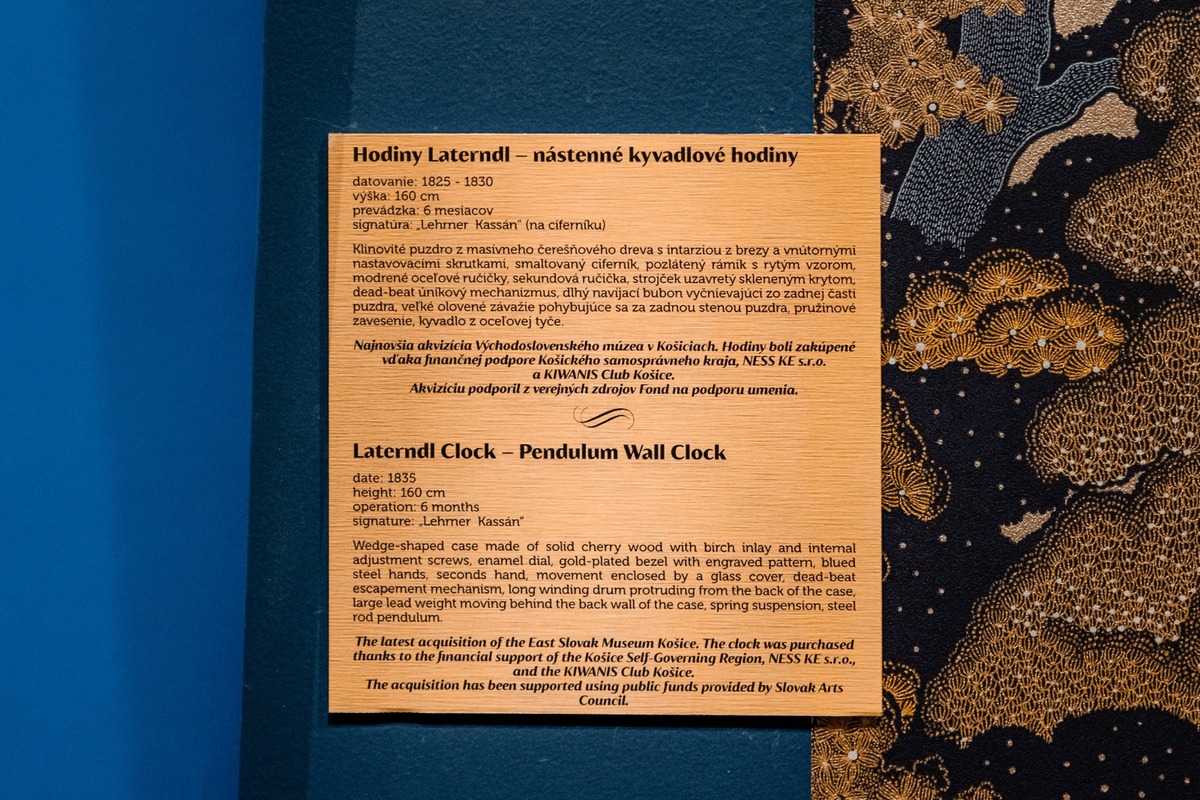 Hodiny Laterndl – nástenné kyvadlové hodiny
datovanie: 1825 - 1830
výška: 160 cm
prevádzka: 6 mesiacov
signatúra: „Lehrner Kassán“ (na ciferníku)
Klinovité puzdro z masívneho čerešňového dreva s intarziou z brezy a vnútornými
nastavovacími skrutkami, smaltovaný ciferník, pozlátený rámik s rytým vzorom,
modrené oceľové ručičky, sekundová ručička, strojček uzavretý skleneným krytom,
dead-beat únikový mechanizmus, dlhý navíjací bubon vyčnievajúci zo zadnej časti
puzdra, veľké olovené závažie pohybujúce sa za zadnou stenou puzdra, pružinové
zavesenie, kyvadlo z oceľovej tyče.
Najnovšia akvizícia Východoslovenského múzea v Košiciach. Hodiny boli zakúpené
vďaka finančnej podpore Košického samosprávneho kraja, NESS KE s.r.o.
a KIWANIS Club Košice.
Akvizíciu podporil z verejných zdrojov Fond na podporu umenia.
Laterndl Clock – Pendulum Wall Clock
date: 1835
height: 160 cm
operation: 6 months
signature: „Lehrner Kassán“
Wedge-shaped case made of solid cherry wood with birch inlay and internal
adjustment screws, enamel dial, gold-plated bezel with engraved pattern, blued
steel hands, seconds hand, movement enclosed by a glass cover, dead-beat
escapement mechanism, long winding drum protruding from the back of the case,
large lead weight moving behind the back wall of the case, spring suspension, steel
rod pendulum.
The latest acquisition of the East Slovak Museum Košice. The clock was purchased
thanks to the financial support of the Košice Self-Governing Region, NESS KE s.r.o.,
and the KIWANIS Club Košice.
The acquisition has been supported using public funds provided by Slovak Arts
Council.